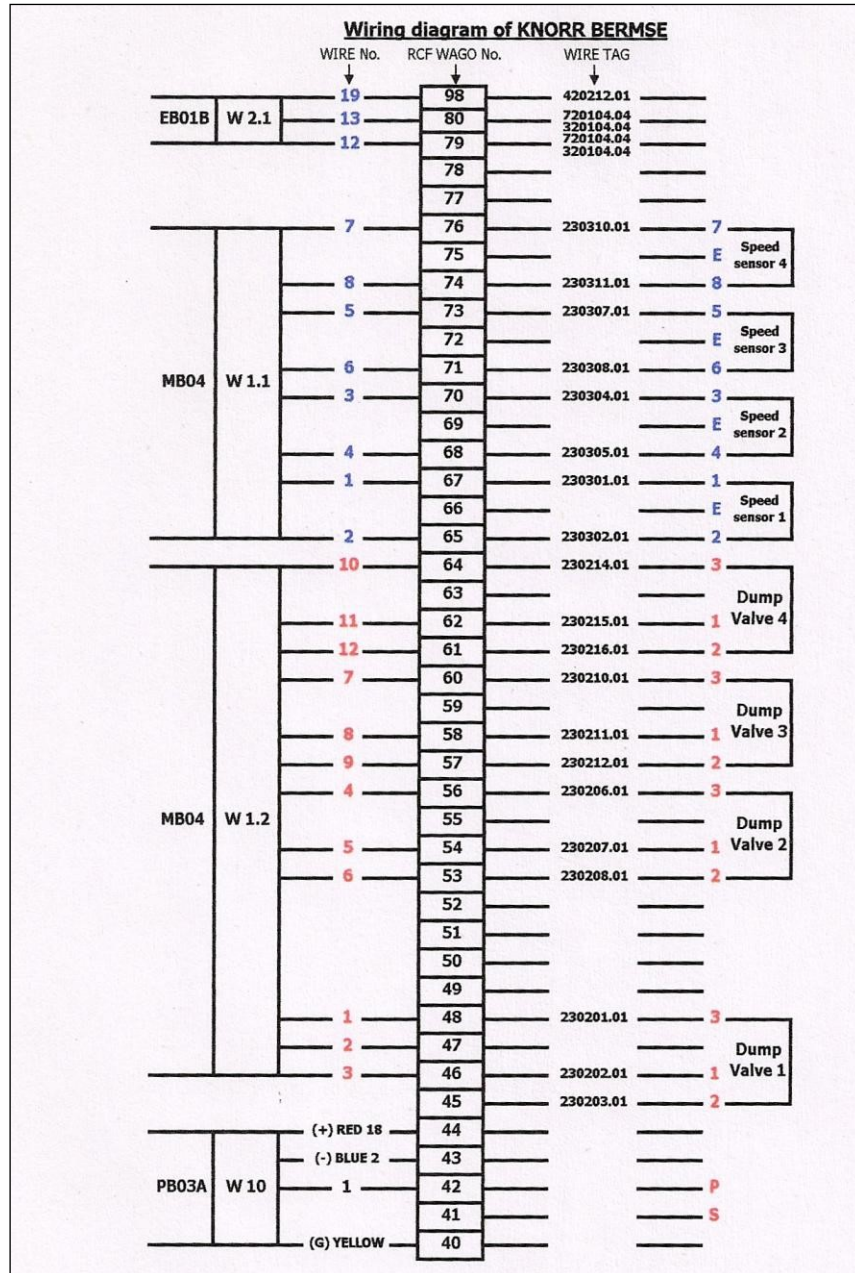 Wiring diagram of KNORR BERMSE
WIRE No. RCF WAGO No. WIRE TAG
19 98 420212.01
EB01B W 2.1 13 80 720104.04
320104.04
12 79 720104.04
320104.04
78
77
7 76 230310.01 7
75 E Speed
sensor 4
8 74 230311.01 8
5 73 230307.01 5
72 E Speed
sensor 3
MB04 W 1.1 6 71 230308.01 6
3 70 230304.01 3
69 E Speed
sensor 2
4 68 230305.01 4
1 67 230301.01 1
66 E Speed
sensor 1
2 65 230302.01 2
10 64 230214.01 3
63 Dump
Valve 4
11 62 230215.01 1
12 61 230216.01 2
7 60 230210.01 3
59 Dump
Valve 3
8 58 230211.01 1
9 57 230212.01 2
4 56 230206.01 3
MB04 W 1.2 55 Dump
Valve 2
5 54 230207.01 1
6 53 230208.01 2
52
51
50
49
1 48 230201.01 3
2 47 Dump
Valve 1
3 46 230202.01 1
45 230203.01 2
(+) RED 18 44
(-) BLUE 2 43
PB03A W 10 1 42 P
41 S
(G) YELLOW 40